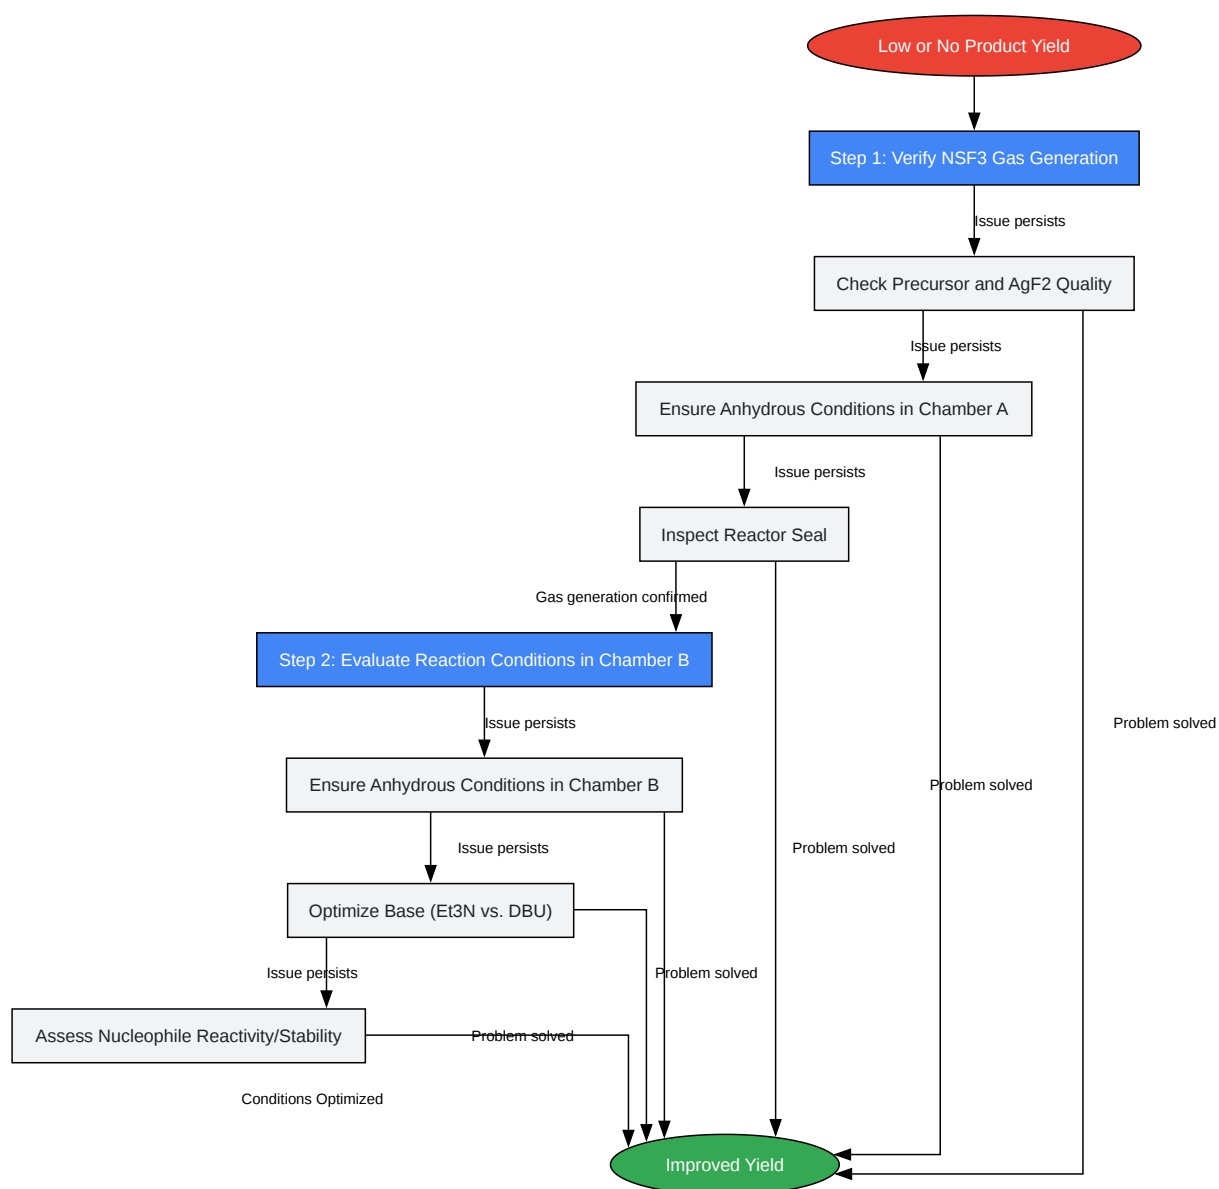 Low or No Product Yield
Step 1: Verify NSF3 Gas Generation
Issue persists
Check Precursor and AgF2 Quality
Issue persists
Ensure Anhydrous Conditions in Chamber A
Issue persists
Inspect Reactor Seal
Gas generation confirmed
Step 2: Evaluate Reaction Conditions in Chamber B
Issue persists
Problem solved
Ensure Anhydrous Conditions in Chamber B
Problem solved
Issue persists
Problem solved
Optimize Base (Et3N vs. DBU)
Issue persists
Problem solved
Assess Nucleophile Reactivity/Stability
Problem solved
Conditions Optimized
Improved Yield